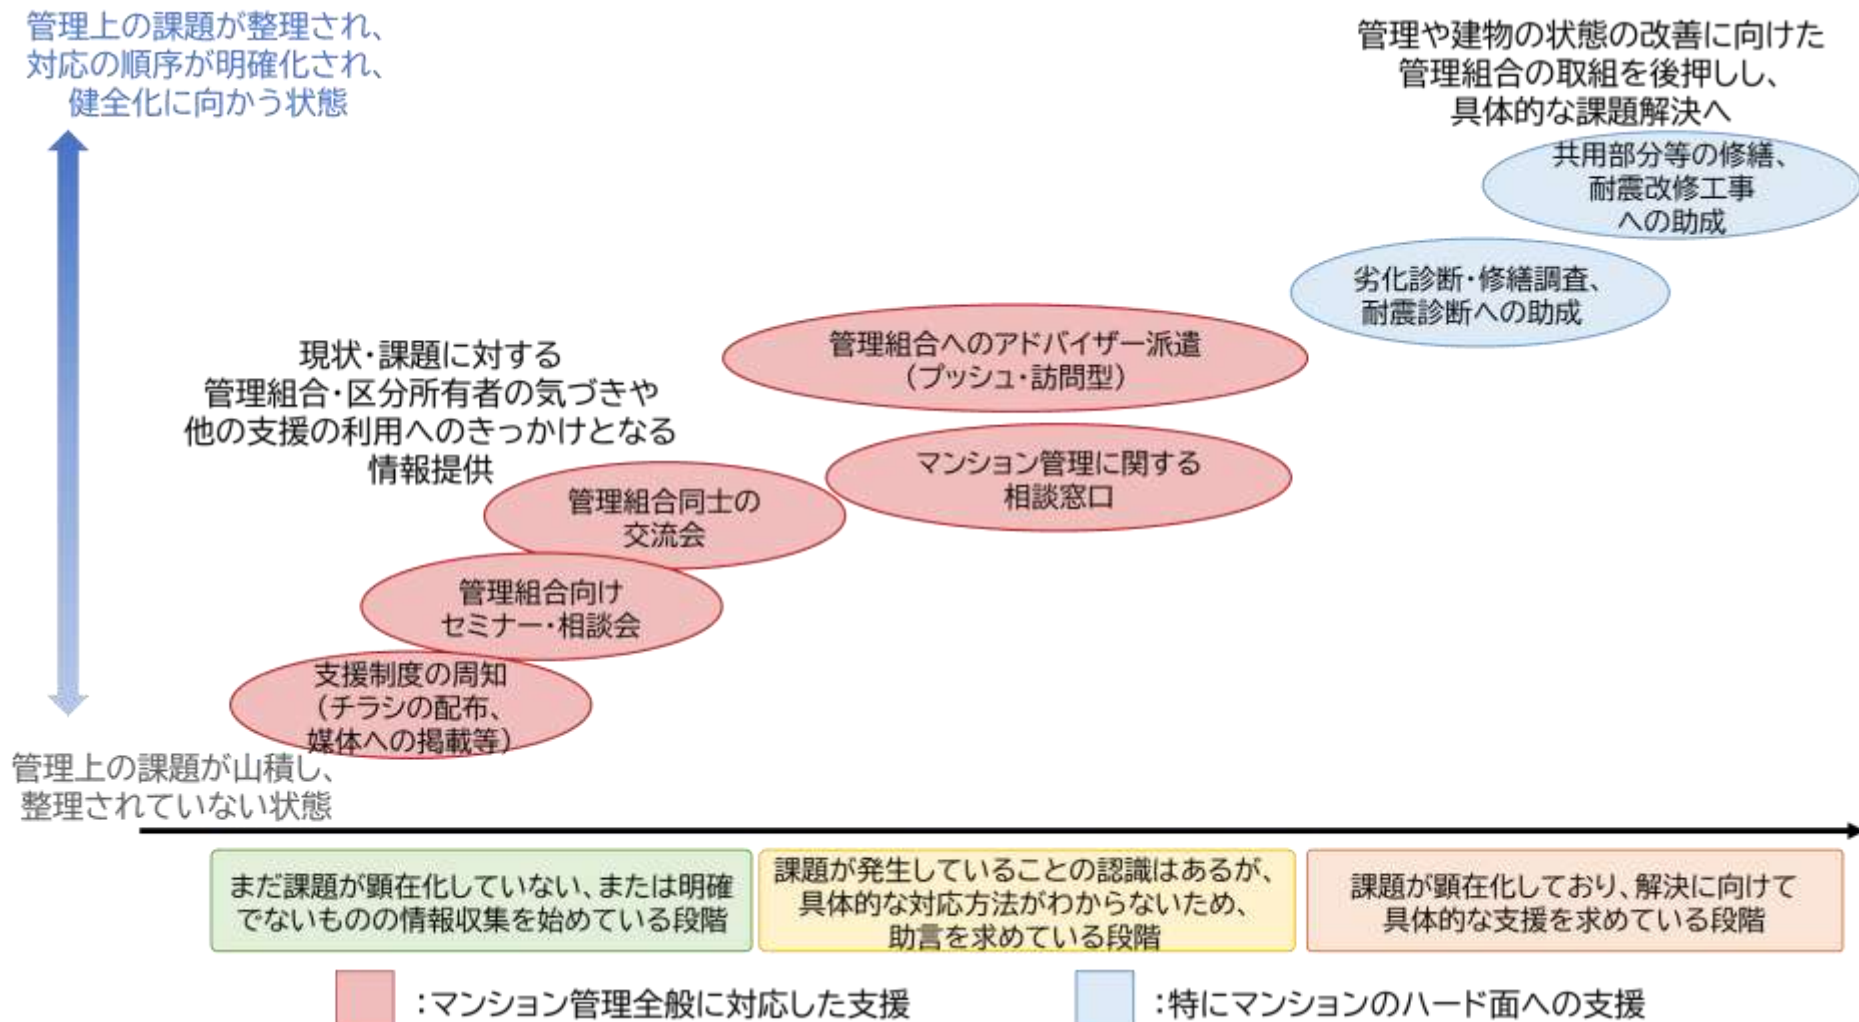 管理上の課題が整理され、
対応の順序が明確化され、
健全化に向かう状態
管理や建物の状態の改善に向けた
管理組合の取組を後押しし、
具体的な課題解決へ
共用部分等の修繕、
耐震改修工事
への助成
劣化診断・修繕調査、
耐震診断への助成
管理組合へのアドバイザー派遣
（プッシュ・訪問型）
マンション管理に関する
相談窓口
現状・課題に対する
管理組合・区分所有者の気づきや
他の支援の利用へのきっかけとなる
情報提供
管理組合同士の
交流会
管理組合向け
セミナー・相談会
支援制度の周知
（チラシの配布、
媒体への掲載等）
管理上の課題が山積し、
整理されていない状態
まだ課題が顕在化していない、または明確
でないものの情報収集を始めている段階
課題が発生していることの認識はあるが、
具体的な対応方法がわからないため、
助言を求めている段階
課題が顕在化しており、解決に向けて
具体的な支援を求めている段階
：マンション管理全般に対応した支援
：特にマンションのハード面への支援